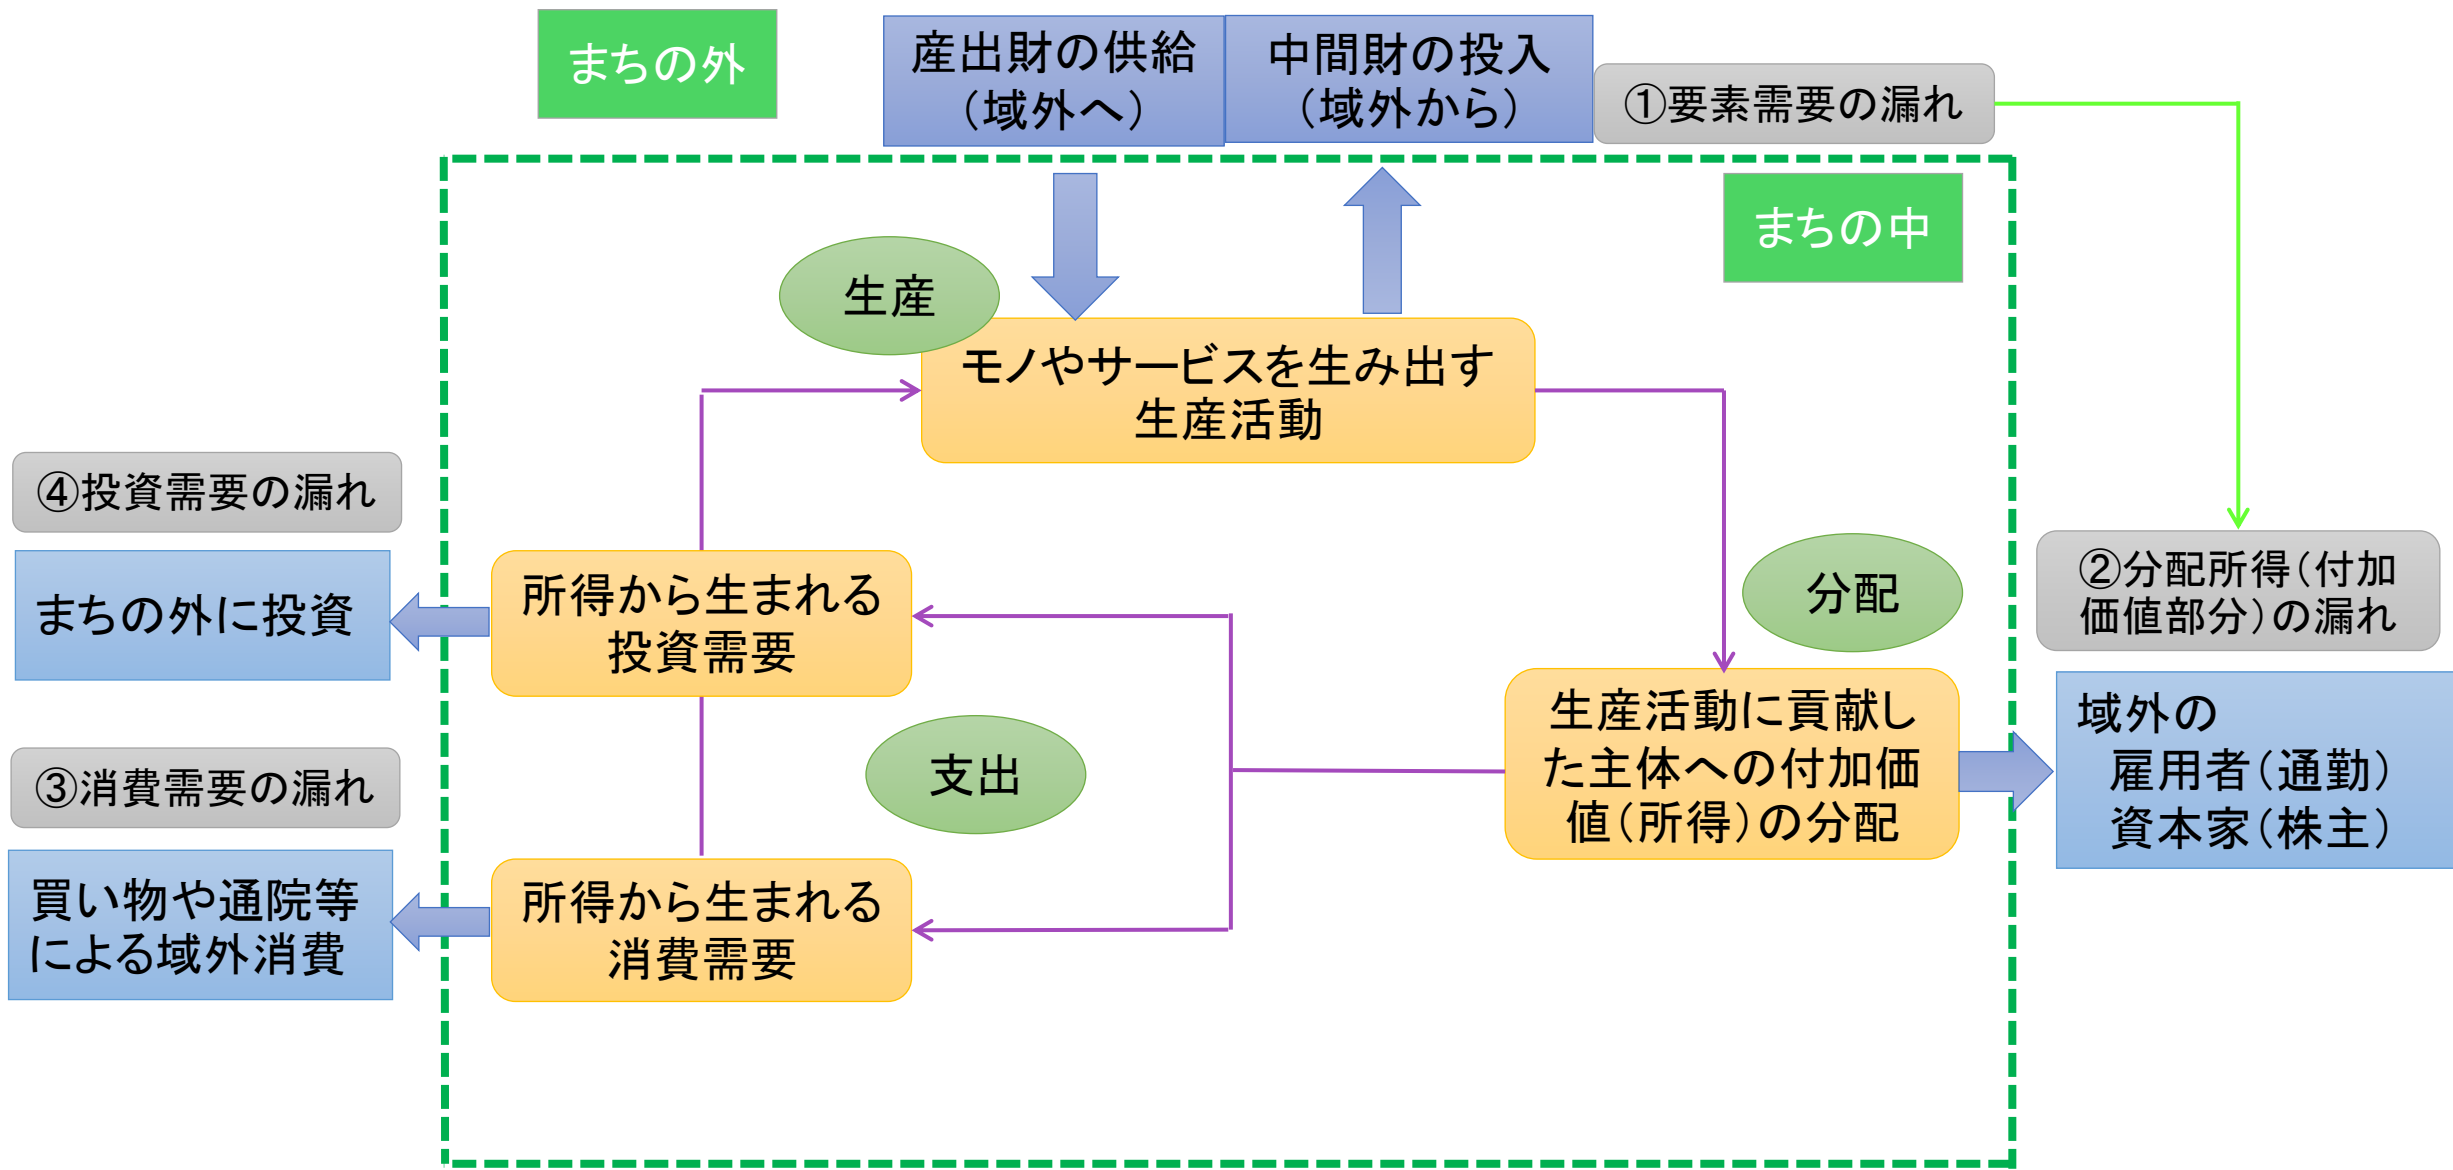 まちの外
産出財の供給
（域外へ）
中間財の投入
（域外から）
①要素需要の漏れ
まちの中
生産
モノやサービスを生み出す
生産活動
④投資需要の漏れ
まちの外に投資
所得から生まれる
投資需要
分配
②分配所得（付加
価値部分）の漏れ
支出
生産活動に貢献し
た主体への付加価
値（所得）の分配
域外の
雇用者（通勤）
資本家（株主）
③消費需要の漏れ
買い物や通院等
による域外消費
所得から生まれる
消費需要